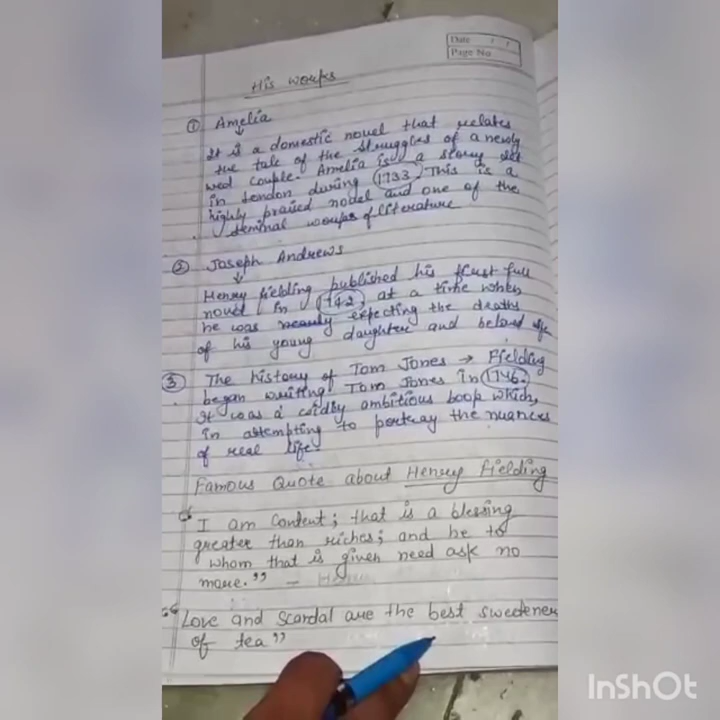 Date / /
Page No
His works
① Amelia
It is a domestic novel that relates
the tale of the struggles of a newly
wed couple. Amelia is a story set
in London during 1733. This is a
highly praised novel and one of the
seminal works of literature
② Joseph Andrews
Henry Fielding published his first full
novel in 1742 at a time when
he was nearly expecting the deaths
of his young daughter and beloved wife
③ The history of Tom Jones → Fielding
began writing Tom Jones in 1746.
It was a wildly ambitious book which,
in attempting to portray the nuances
of real life.
Famous Quote about Henry Fielding
“I am content; that is a blessing
greater than riches; and he to
whom that is given need ask no
more.” –
“Love and Scandal are the best sweetener
of tea”
InShOt